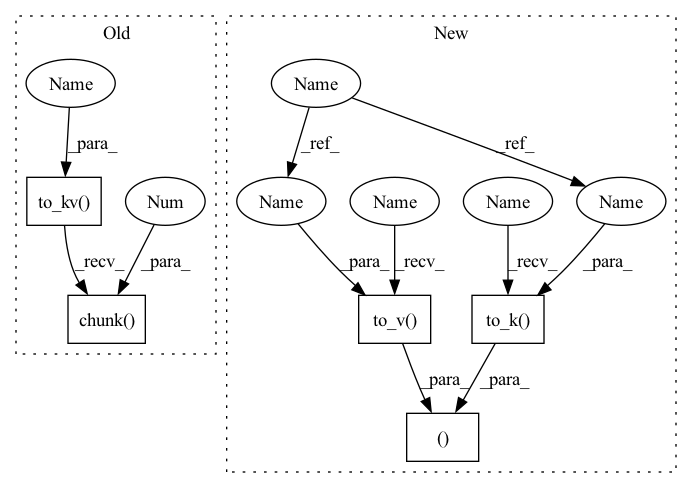 Old
New
Name
Name
_para_
_ref_
_ref_
to_kv()
Num
Name
Name
Name
Name
_recv_
_para_
_para_
_recv_
_recv_
_para_
chunk()
to_v()
to_k()
_para_
_para_
()